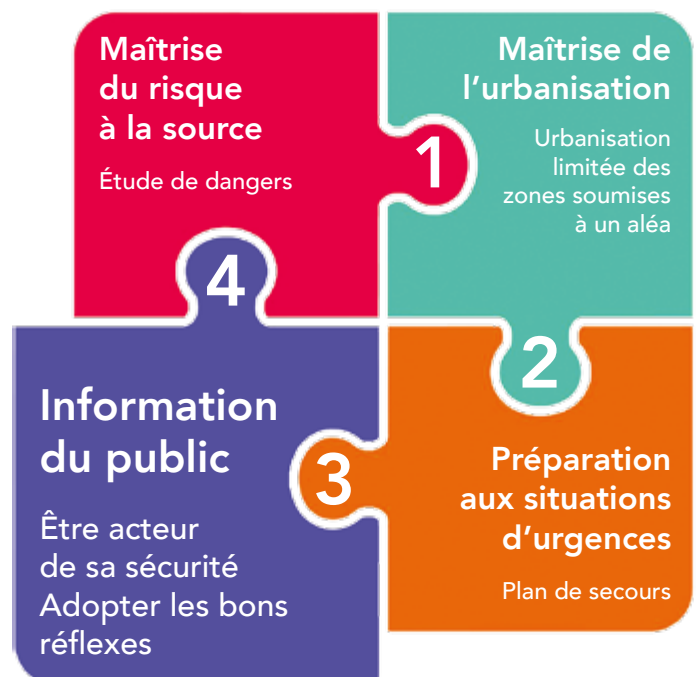 Maîtrise
du risque
à la source
Étude de dangers
1
Maîtrise de
l'urbanisation
Urbanisation
limitée des
zones soumises
à un aléa
2
Préparation
aux situations
d'urgences
Plan de secours
3
4
Information
du public
Être acteur
de sa sécurité
Adopter les bons
réflexes